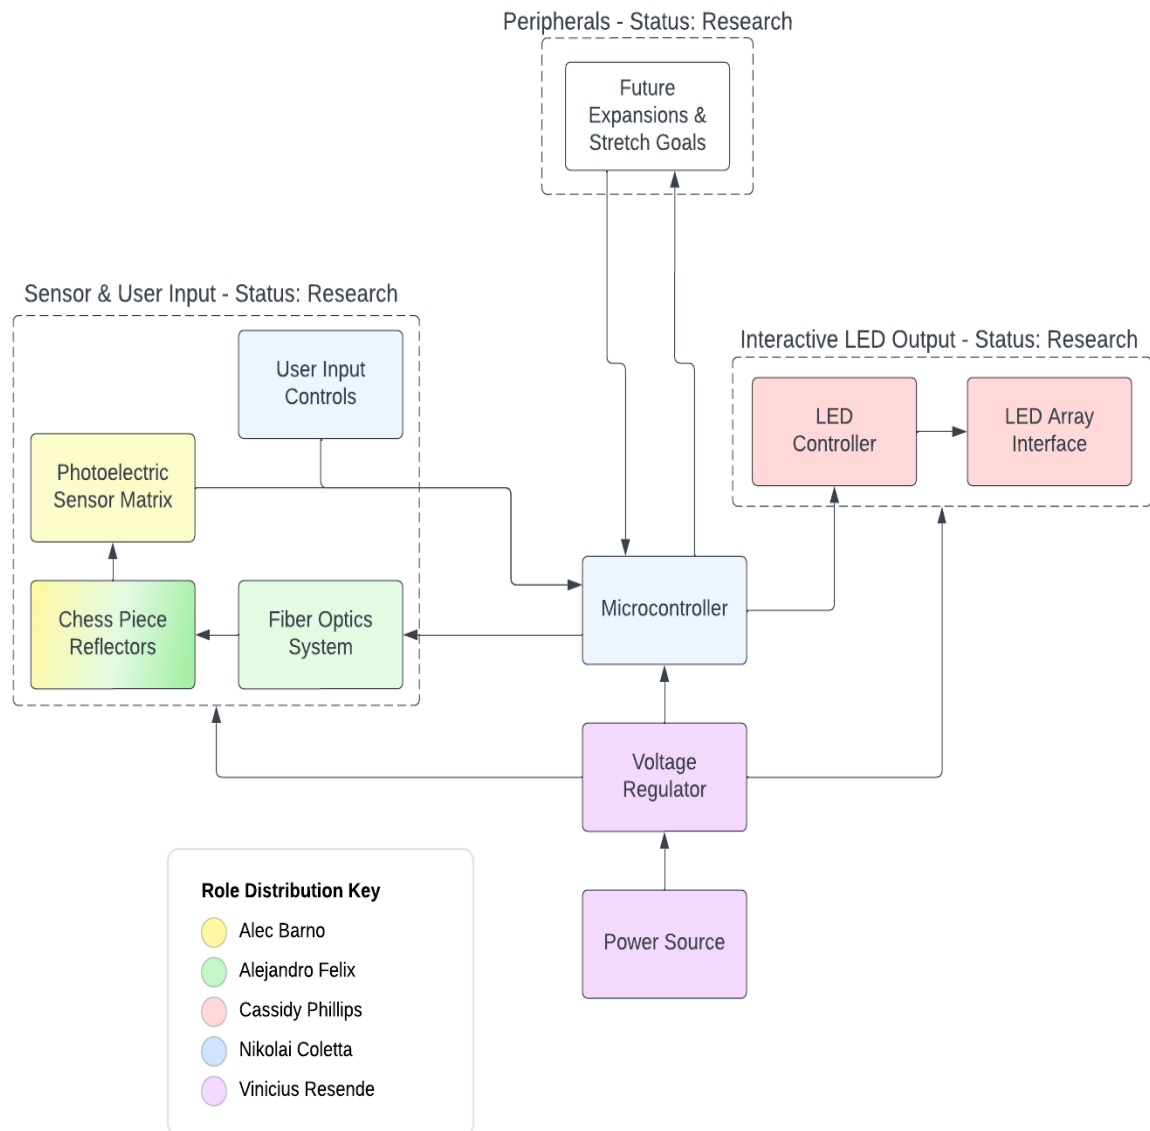 Peripherals - Status: Research
Future
Expansions &
Stretch Goals
Sensor & User Input - Status: Research
User Input
Controls
Photoelectric
Sensor Matrix
Chess Piece
Reflectors
Fiber Optics
System
Interactive LED Output - Status: Research
LED
Controller
LED Array
Interface
Microcontroller
Voltage
Regulator
Power Source
Role Distribution Key
Alec Barno
Alejandro Felix
Cassidy Phillips
Nikolai Coletta
Vinicius Resende